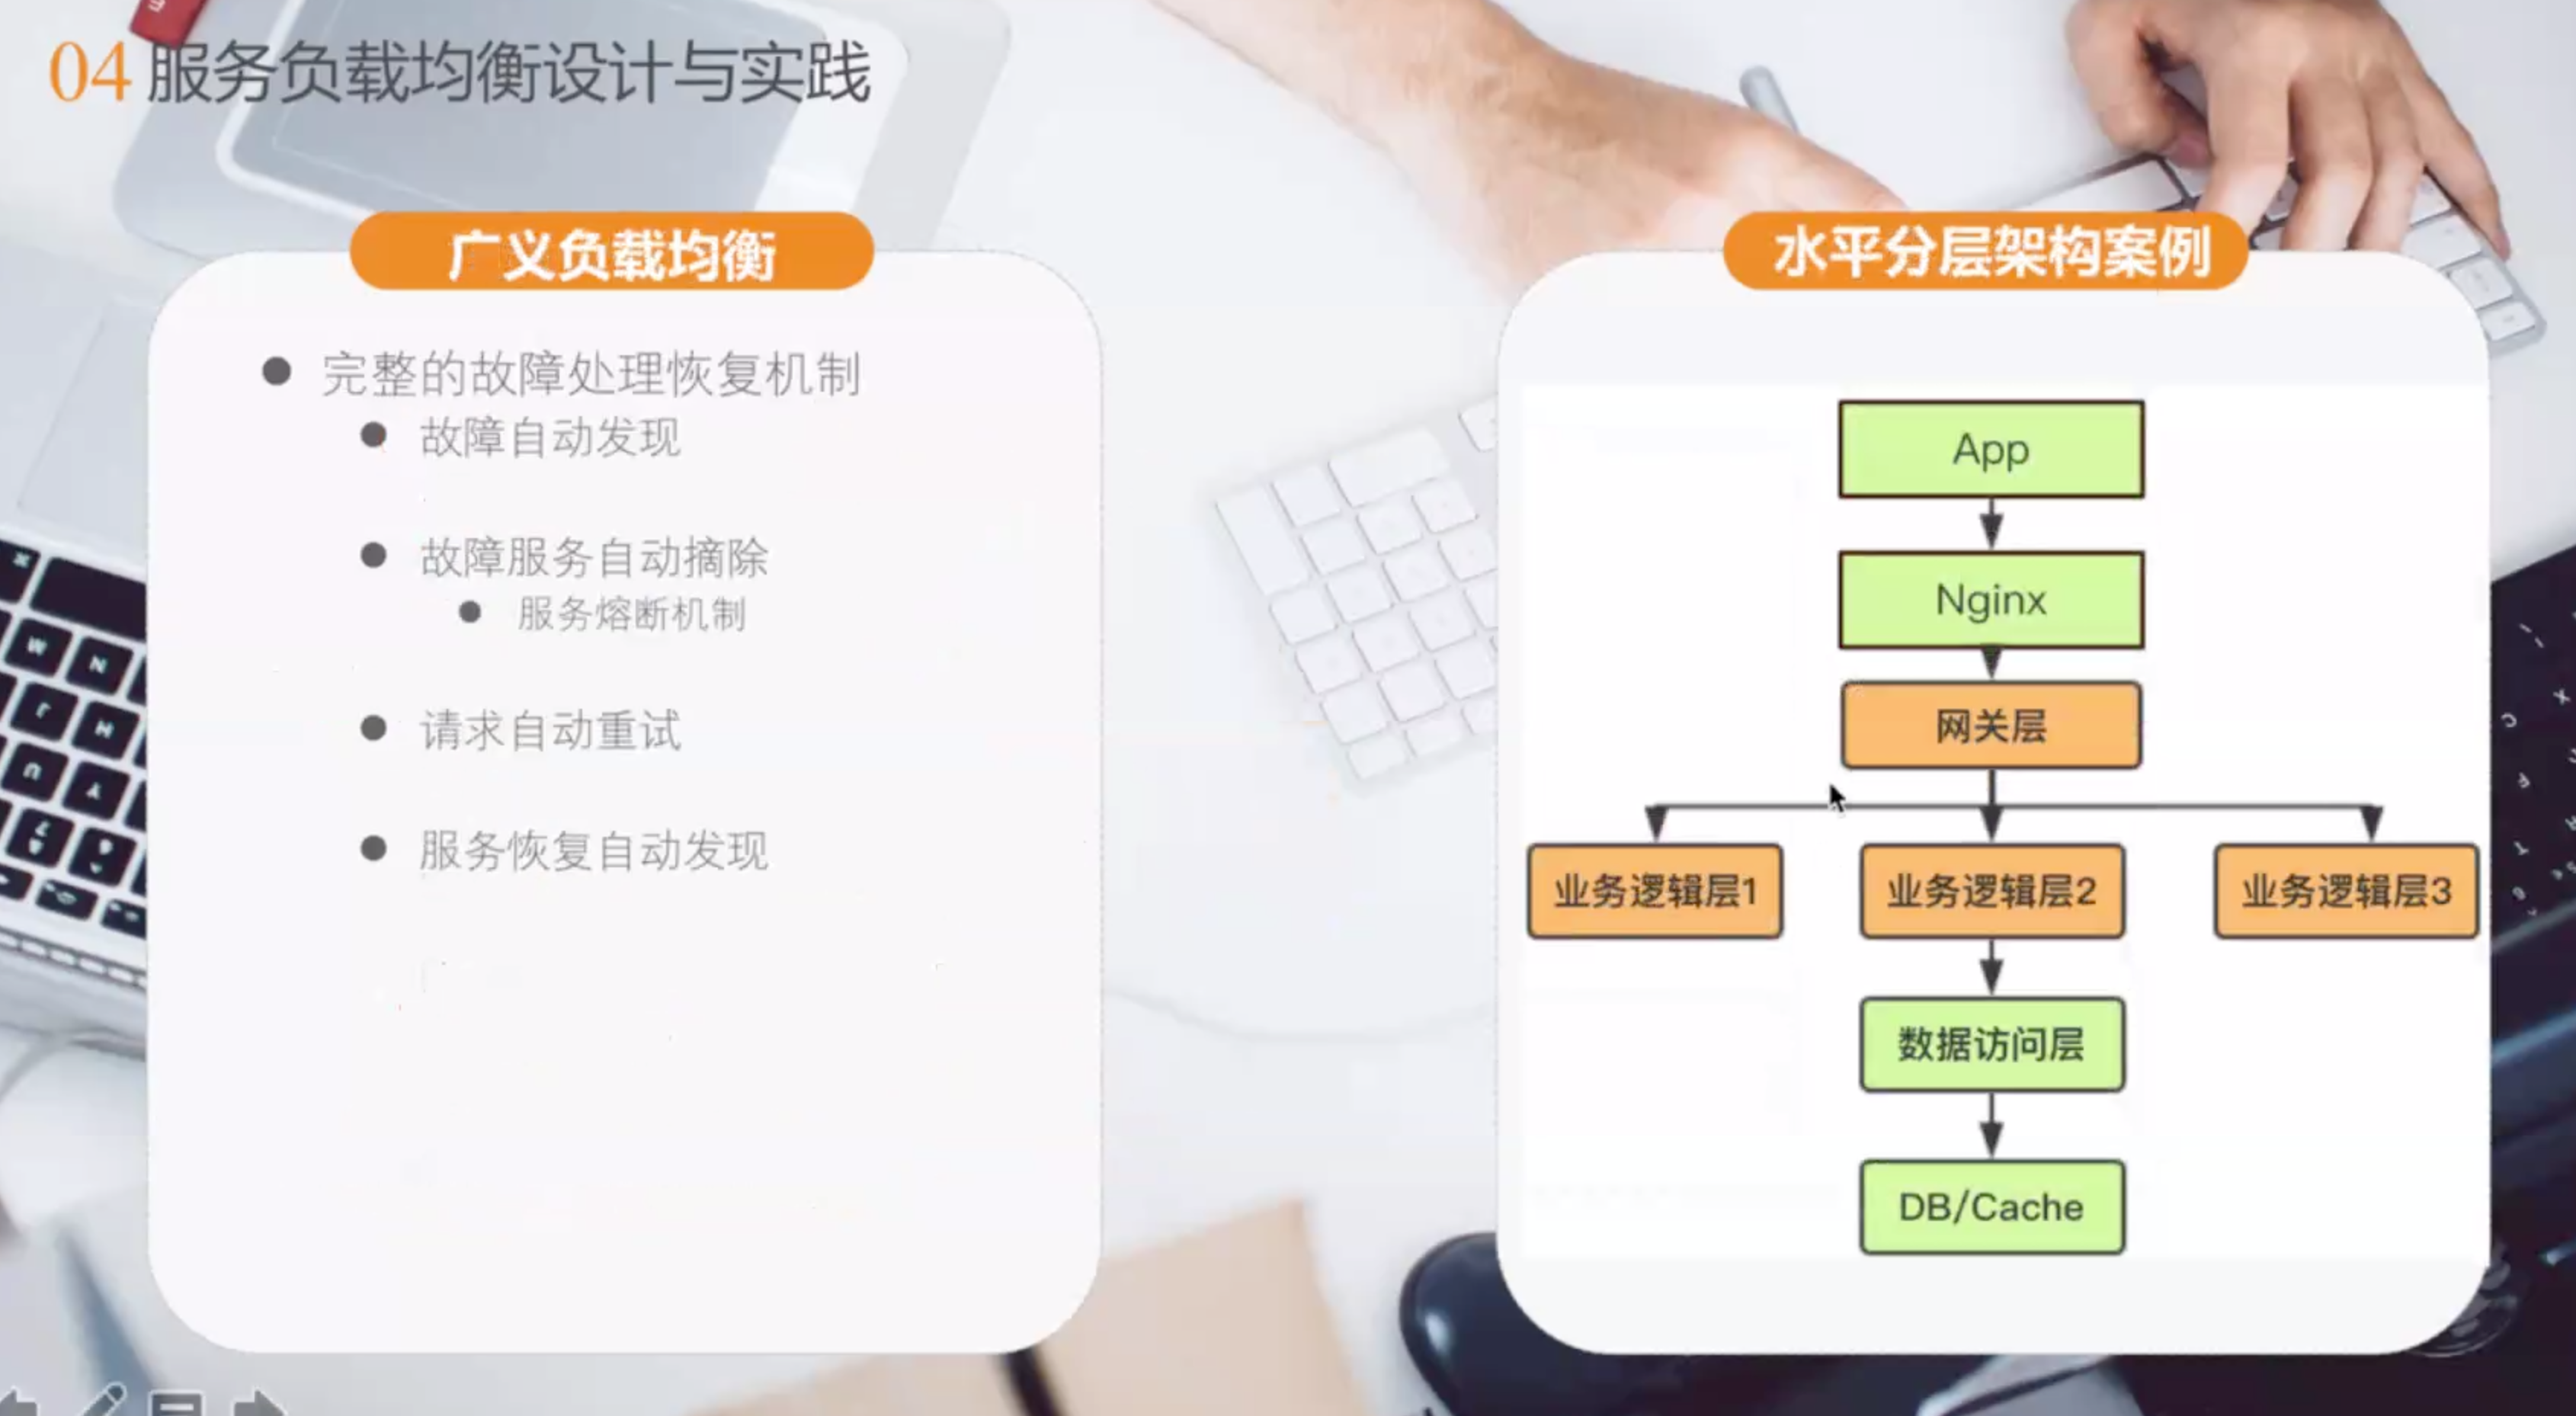 04 服务负载均衡设计与实践
广义负载均衡
完整的故障处理恢复机制
故障自动发现
故障服务自动摘除
服务熔断机制
请求自动重试
服务恢复自动发现
水平分层架构案例
App
Nginx
网关层
业务逻辑层1
业务逻辑层2
业务逻辑层3
数据访问层
DB/Cache